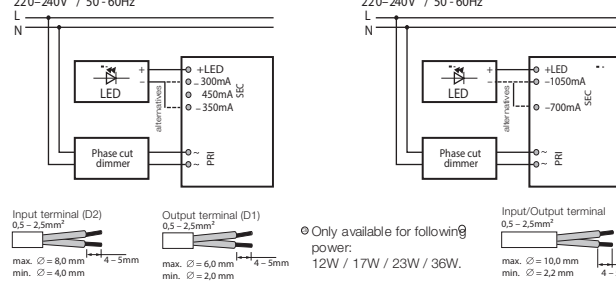 220–240V / 50 - 60Hz
L
N
+
–
LED
alternatives
+LED
– 300mA
450mA
– 350mA
SEC
Phase cut
dimmer
~
~
PRI
220–240V / 50 - 60Hz
L
N
+
–
LED
alternatives
+LED
–1050mA
–700mA
SEC
Phase cut
dimmer
~
~
PRI
Input terminal (D2)
0,5 – 2,5mm²
4 – 5mm
max. Ø = 8,0 mm
min. Ø = 4,0 mm
Output terminal (D1)
0,5 – 2,5mm²
4 – 5mm
max. Ø = 6,0 mm
min. Ø = 2,0 mm
Only available for following
power:
12W / 17W / 23W / 36W.
Input/Output terminal
0,5 – 2,5mm²
4 –
max. Ø = 10,0 mm
min. Ø = 2,2 mm